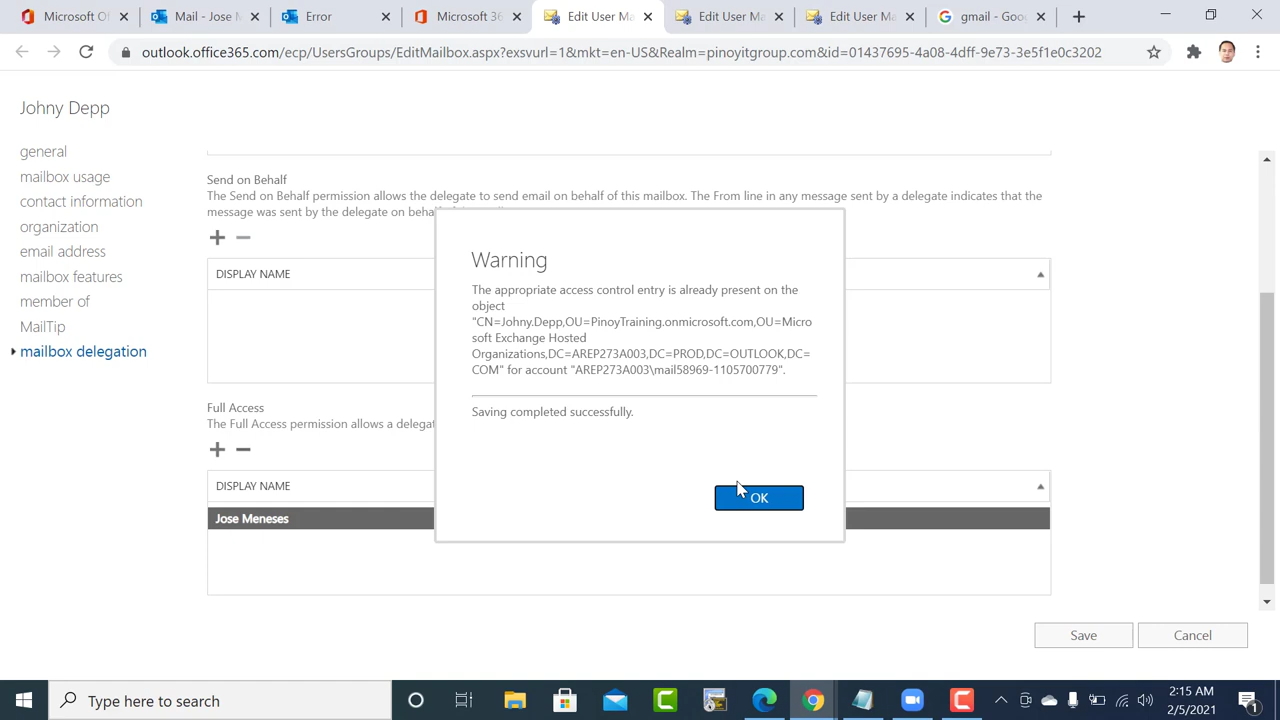 Microsoft Of
Mail - Jose M
Error
Microsoft 36
Edit User Ma
Edit User Ma
Edit User Ma
gmail - Goo
outlook.office365.com/ecp/UsersGroups/EditMailbox.aspx?exsvurl=1&mkt=en-US&Realm=pinoyitgroup.com&id=01437695-4a08-4dff-9e73-3e5f1e0c3202
Johny Depp
general
mailbox usage
contact information
organization
email address
mailbox features
member of
MailTip
mailbox delegation
Send on Behalf
The Send on Behalf permission allows the delegate to send email on behalf of this mailbox. The From line in any message sent by a delegate indicates that the
message was sent by the delegate on behalf
DISPLAY NAME
Full Access
The Full Access permission allows a delegat
DISPLAY NAME
Jose Meneses
Warning
The appropriate access control entry is already present on the
object
"CN=Johny.Depp,OU=PinoyTraining.onmicrosoft.com,OU=Micro
soft Exchange Hosted
Organizations,DC=AREP273A003,DC=PROD,DC=OUTLOOK,DC=
COM" for account "AREP273A003\mail58969-1105700779".
Saving completed successfully.
OK
Save
Cancel
Type here to search
2:15 AM
2/5/2021
1